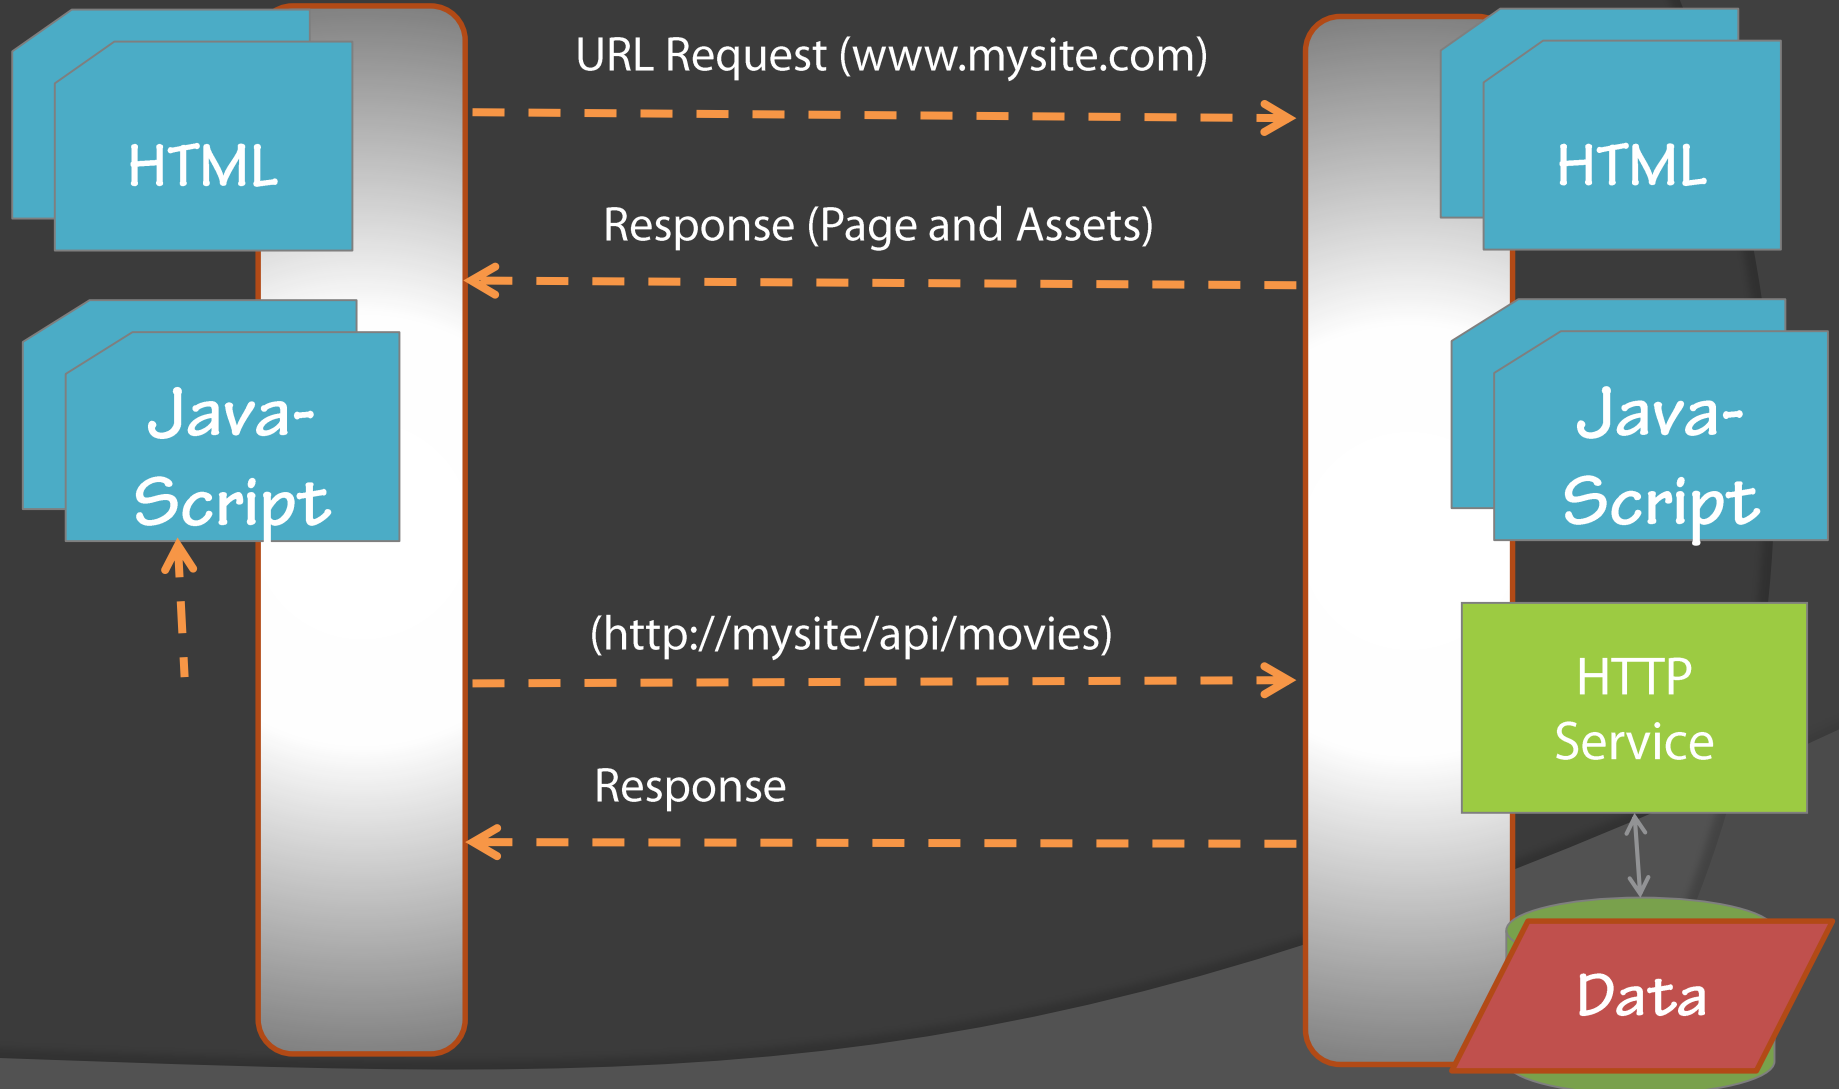 URL Request (www.mysite.com)
HTML
HTML
Response (Page and Assets)
Java-
Script
Java-
Script
(http://mysite/api/movies)
HTTP
Service
Response
Data